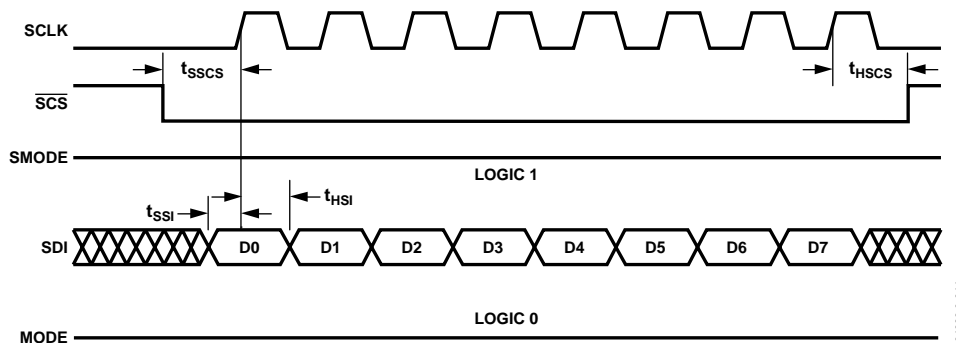 SCLK
tSSCS
tHSCS
SCS
SMODE
LOGIC 1
tHSI
tSSI
SDI
D0 D1 D2 D3 D4 D5 D6 D7
LOGIC 0
MODE